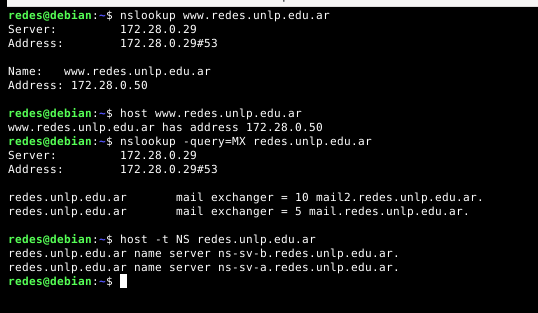 redes@debian:~$ nslookup www.redes.unlp.edu.ar
Server:         172.28.0.29
Address:        172.28.0.29#53
Name:   www.redes.unlp.edu.ar
Address: 172.28.0.50
redes@debian:~$ host www.redes.unlp.edu.ar
www.redes.unlp.edu.ar has address 172.28.0.50
redes@debian:~$ nslookup -query=MX redes.unlp.edu.ar
Server:         172.28.0.29
Address:        172.28.0.29#53
redes.unlp.edu.ar       mail exchanger = 10 mail2.redes.unlp.edu.ar.
redes.unlp.edu.ar       mail exchanger = 5 mail.redes.unlp.edu.ar.
redes@debian:~$ host -t NS redes.unlp.edu.ar
redes.unlp.edu.ar name server ns-sv-b.redes.unlp.edu.ar.
redes.unlp.edu.ar name server ns-sv-a.redes.unlp.edu.ar.
redes@debian:~$